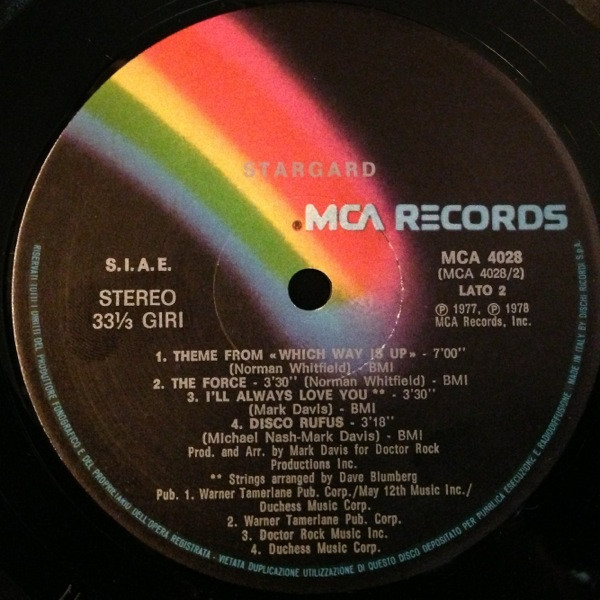 STARGARD
® MCA RECORDS
S.I.A.E.
STEREO
33⅓ GIRI
MCA 4028
(MCA 4028/2)
LATO 2
℗ 1977, ℗ 1978
MCA Records, Inc.
1. THEME FROM «WHICH WAY IS UP» - 7'00"
(Norman Whitfield) - BMI
2. THE FORCE - 3'30" (Norman Whitfield) - BMI
3. I'LL ALWAYS LOVE YOU ** - 3'30"
(Mark Davis) - BMI
4. DISCO RUFUS - 3'18"
(Michael Nash-Mark Davis) - BMI
Prod. and Arr. by Mark Davis for Doctor Rock
Productions Inc.
** Strings arranged by Dave Blumberg
Pub. 1. Warner Tamerlane Pub. Corp./May 12th Music Inc./
Duchess Music Corp.
2. Warner Tamerlane Pub. Corp.
3. Doctor Rock Music Inc.
4. Duchess Music Corp.
RISERVATI TUTTI I DIRITTI DEL PRODUTTORE FONOGRAFICO E DEL PROPRIETARIO DELL'OPERA REGISTRATA - VIETATA DUPLICAZIONE UTILIZZAZIONE DI QUESTO DISCO DEPOSITATO PER PUBBLICA ESECUZIONE E RADIODIFFUSIONE. MADE IN ITALY BY DISCHI RICORDI S.p.A.